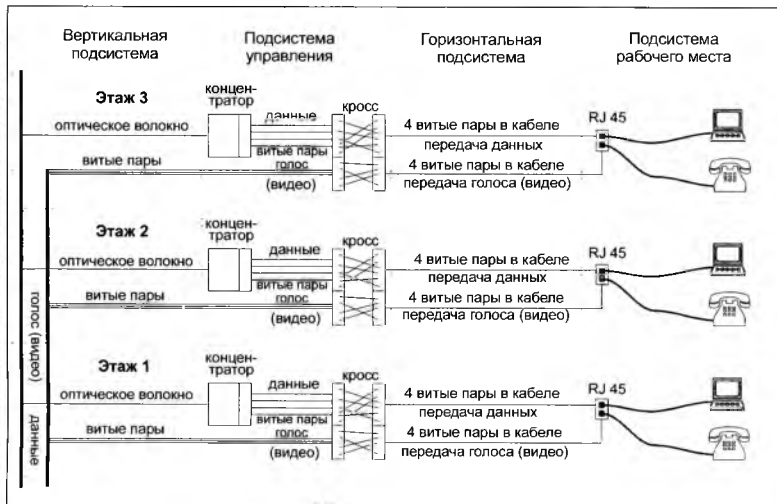 Вертикальная
подсистема
Подсистема
управления
Горизонтальная
подсистема
Подсистема
рабочего места
Этаж 3
концен-
тратор
данные
кросс
4 витые пары в кабеле
RJ 45
оптическое волокно
передача данных
витые пары
витые пары
голос
(видео)
4 витые пары в кабеле
передача голоса (видео)
Этаж 2
концен-
тратор
данные
кросс
4 витые пары в кабеле
RJ 45
оптическое волокно
передача данных
витые пары
витые пары
голос
(видео)
4 витые пары в кабеле
передача голоса (видео)
голос (видео)
Этаж 1
концен-
тратор
данные
кросс
4 витые пары в кабеле
RJ 45
оптическое волокно
передача данных
витые пары
витые пары
голос
(видео)
4 витые пары в кабеле
передача голоса (видео)
данные